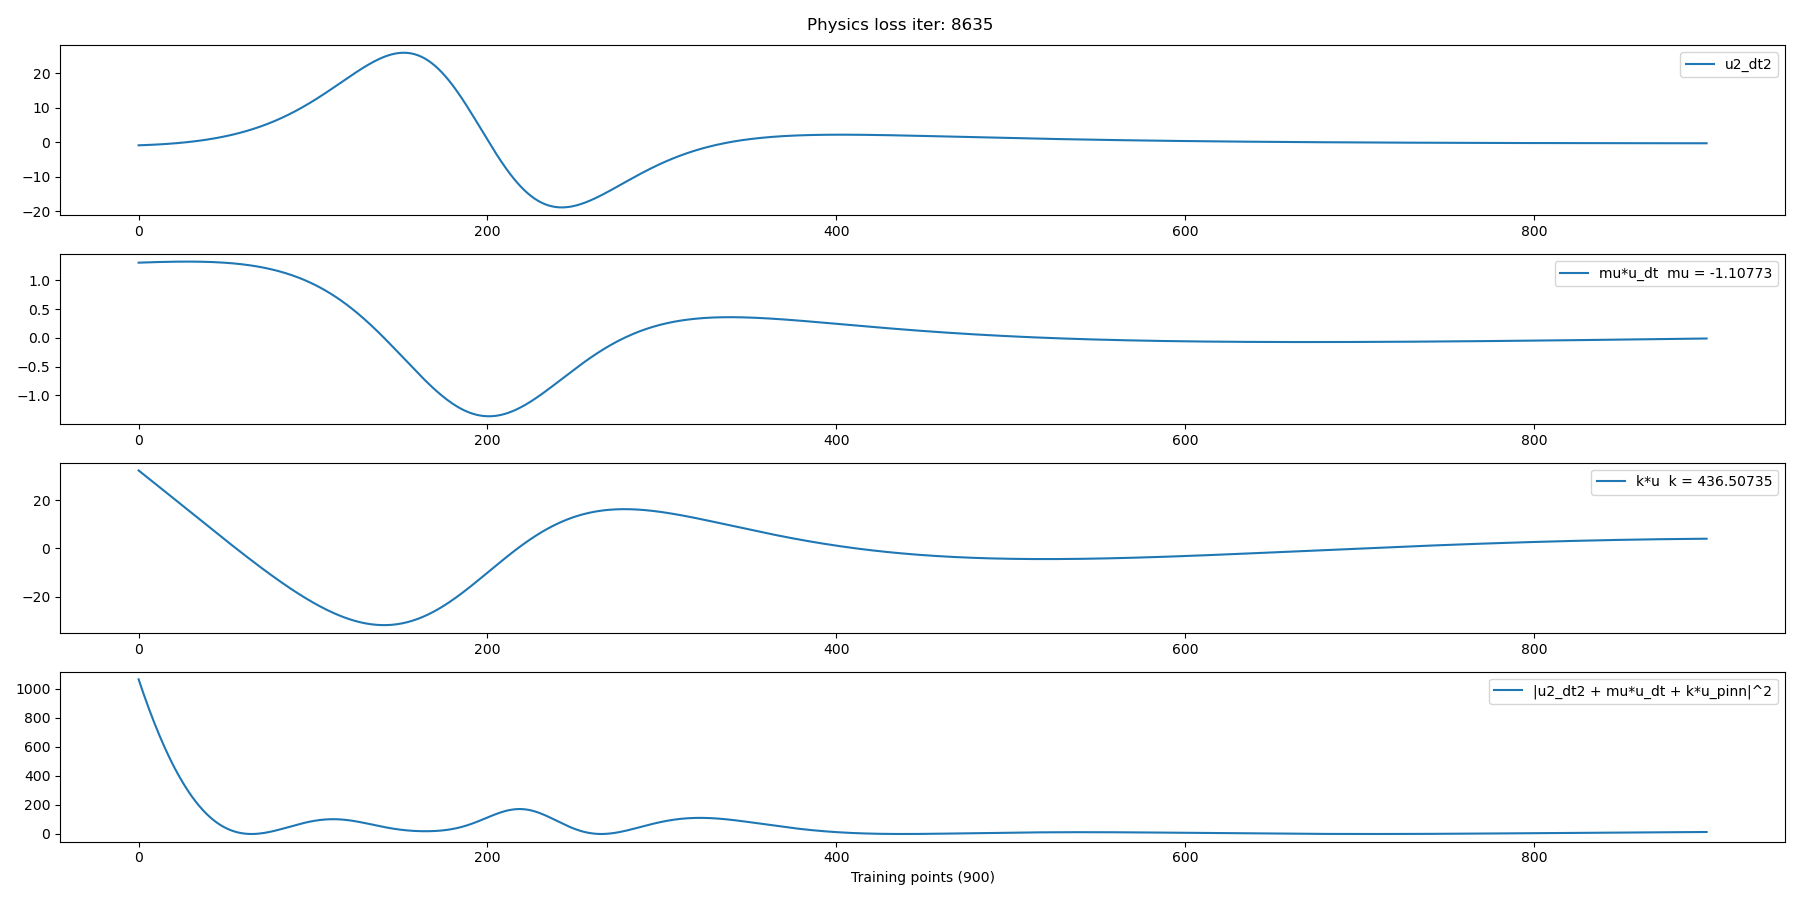 Physics loss iter: 8635
20
10
0
−10
−20
u2_dt2
0 200 400 600 800
1.0
0.5
0.0
−0.5
−1.0
mu*u_dt  mu = -1.10773
0 200 400 600 800
20
0
−20
k*u  k = 436.50735
0 200 400 600 800
1000
800
600
400
200
0
|u2_dt2 + mu*u_dt + k*u_pinn|^2
0 200 400 600 800
Training points (900)